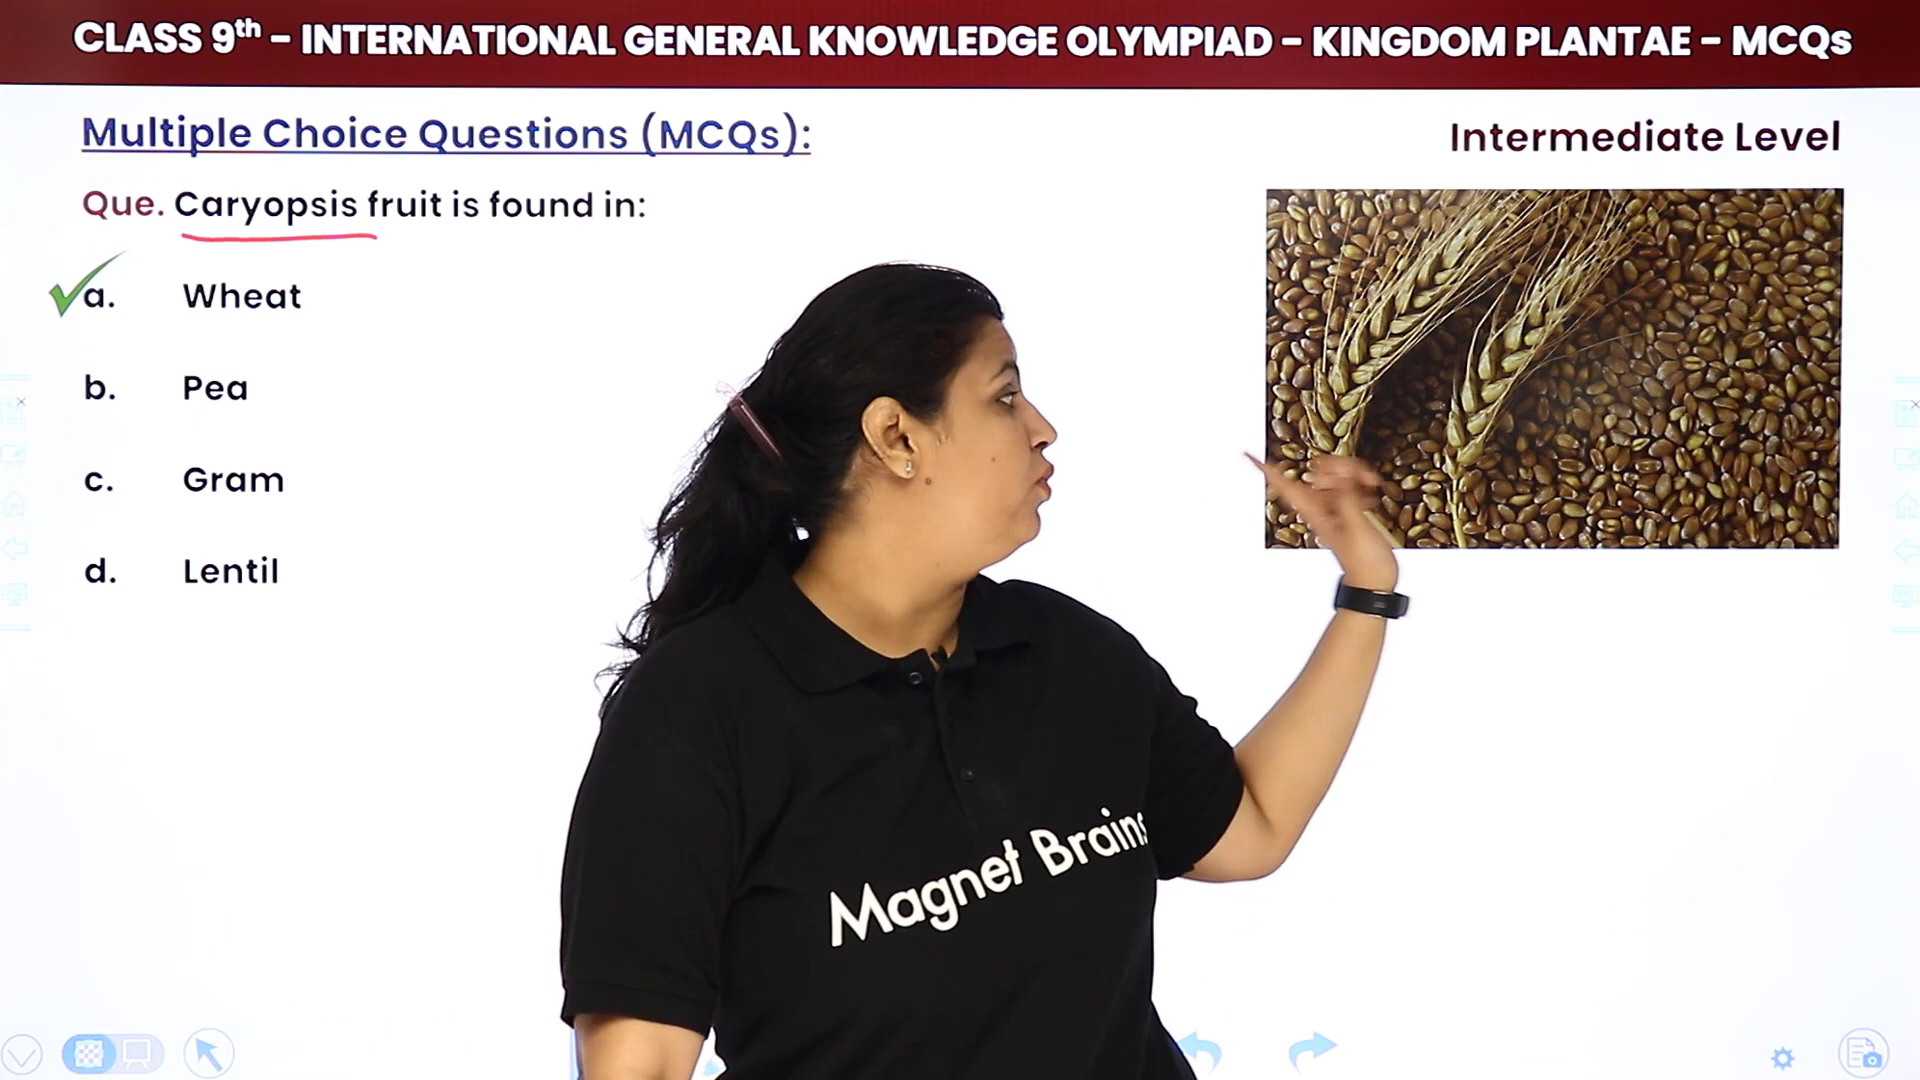 CLASS 9th – INTERNATIONAL GENERAL KNOWLEDGE OLYMPIAD – KINGDOM PLANTAE – MCQs
Multiple Choice Questions (MCQs):
Intermediate Level
Que. Caryopsis fruit is found in:
a. Wheat
b. Pea
c. Gram
d. Lentil
Magnet Brains